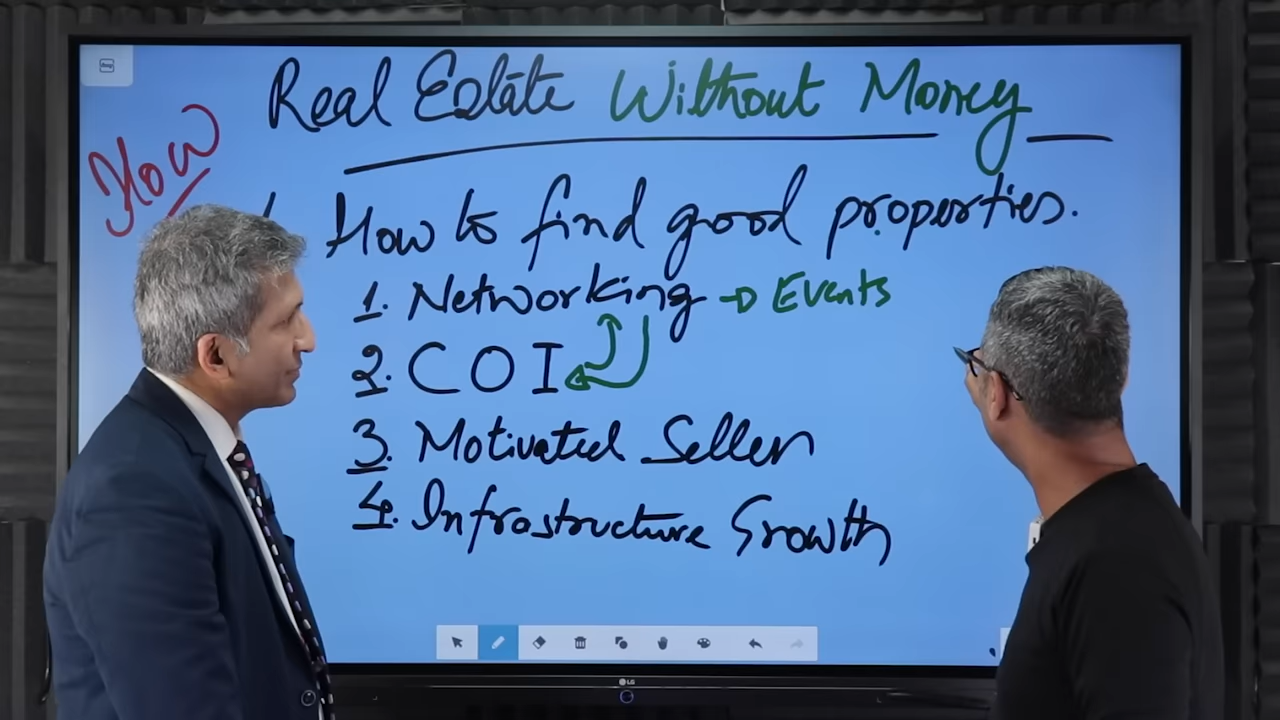 Real Estate Without Money
How
How to find good properties.
1. Networking → Events
2. COI
3. Motivated Seller
4. Infrastructure Growth
LG